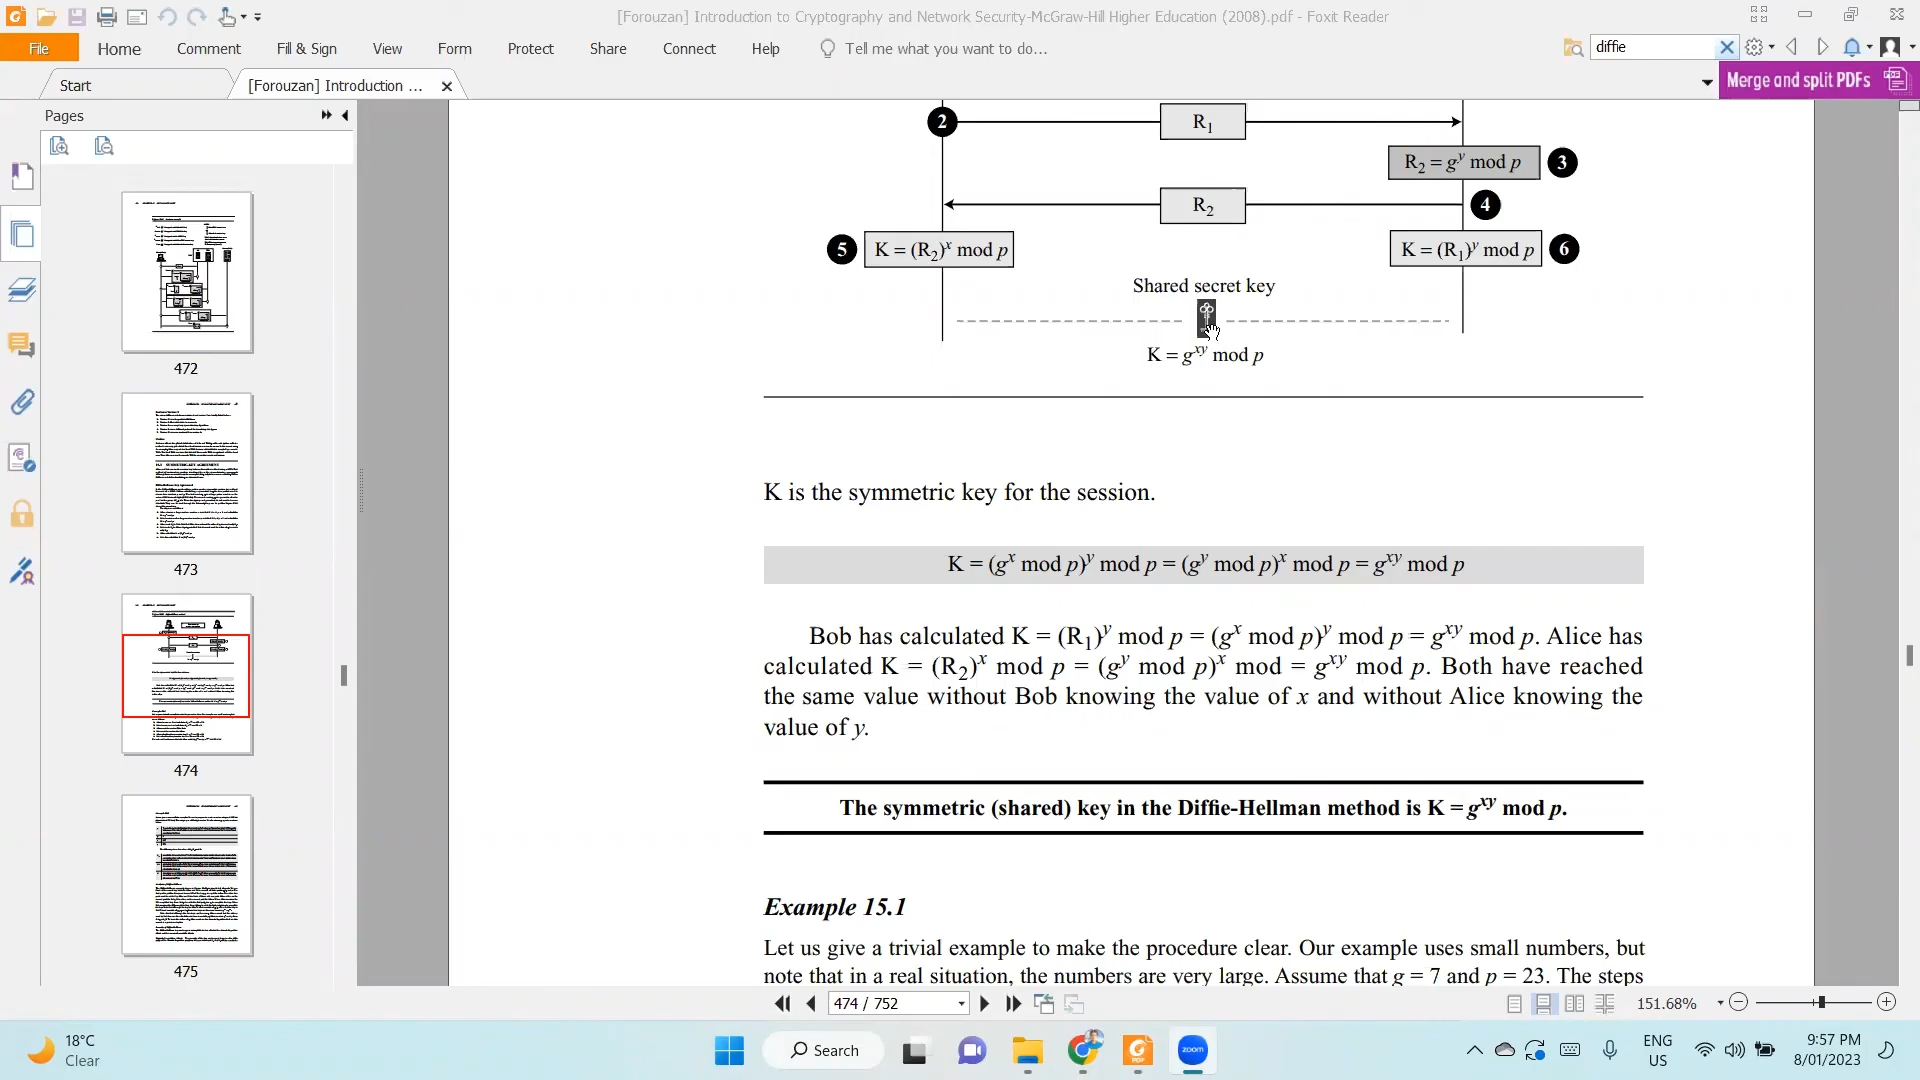 [Forouzan] Introduction to Cryptography and Network Security-McGraw-Hill Higher Education (2008).pdf - Foxit Reader
File Home Comment Fill & Sign View Form Protect Share Connect Help Tell me what you want to do... diffie
Start [Forouzan] Introduction ... Merge and split PDFs
Pages
472
473
474
475
2 R1
R2 = g^y mod p 3
R2 4
5 K = (R2)^x mod p K = (R1)^y mod p 6
Shared secret key
K = g^xy mod p
K is the symmetric key for the session.
K = (g^x mod p)^y mod p = (g^y mod p)^x mod p = g^xy mod p
Bob has calculated K = (R1)^y mod p = (g^x mod p)^y mod p = g^xy mod p. Alice has
calculated K = (R2)^x mod p = (g^y mod p)^x mod = g^xy mod p. Both have reached
the same value without Bob knowing the value of x and without Alice knowing the
value of y.
The symmetric (shared) key in the Diffie-Hellman method is K = g^xy mod p.
Example 15.1
Let us give a trivial example to make the procedure clear. Our example uses small numbers, but
note that in a real situation, the numbers are very large. Assume that g = 7 and p = 23. The steps
474 / 752 151.68%
18°C
Clear
Search
zoom
ENG
US
9:57 PM
8/01/2023